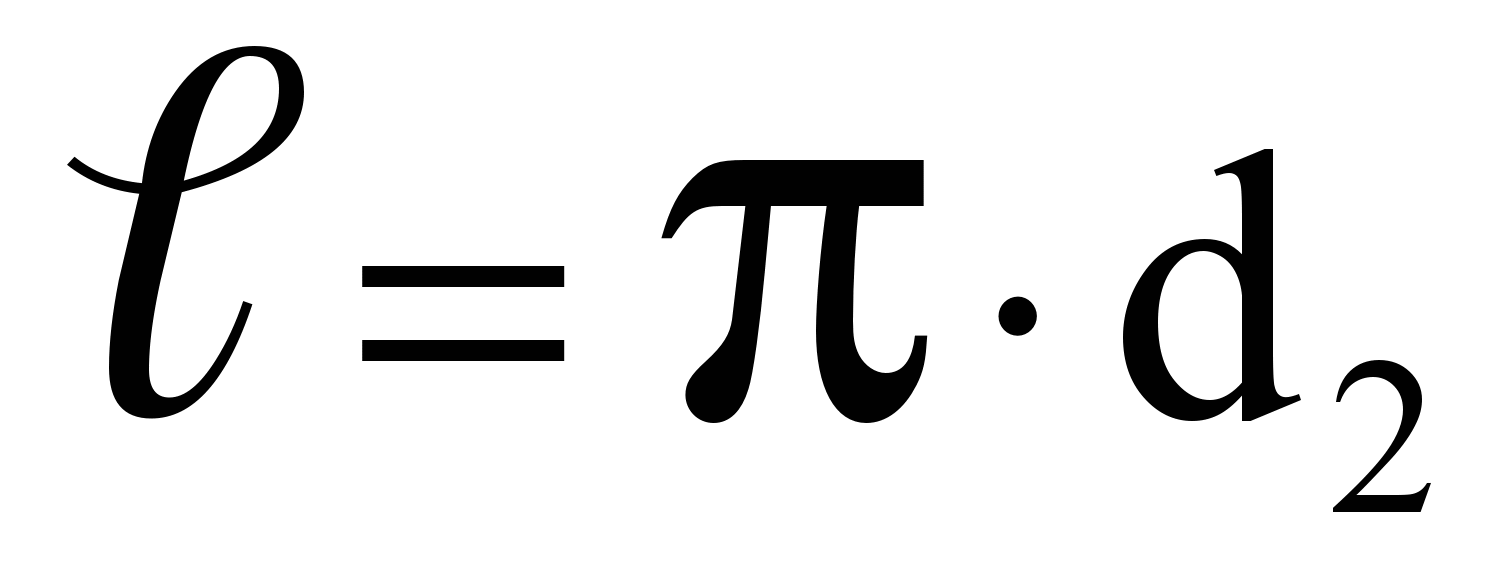 ℓ = π · d₂